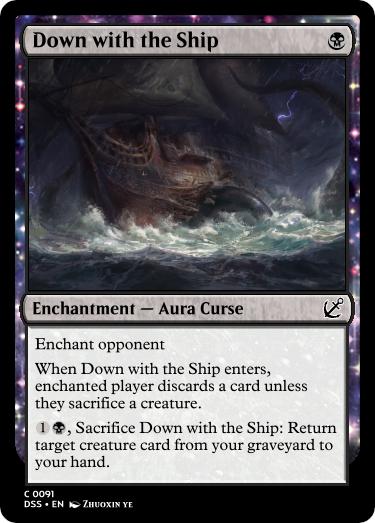 Down with the Ship
Enchantment — Aura Curse
Enchant opponent
When Down with the Ship enters,
enchanted player discards a card unless
they sacrifice a creature.
1 , Sacrifice Down with the Ship: Return
target creature card from your graveyard to
your hand.
C 0091
DSS • EN Zhuoxin Ye